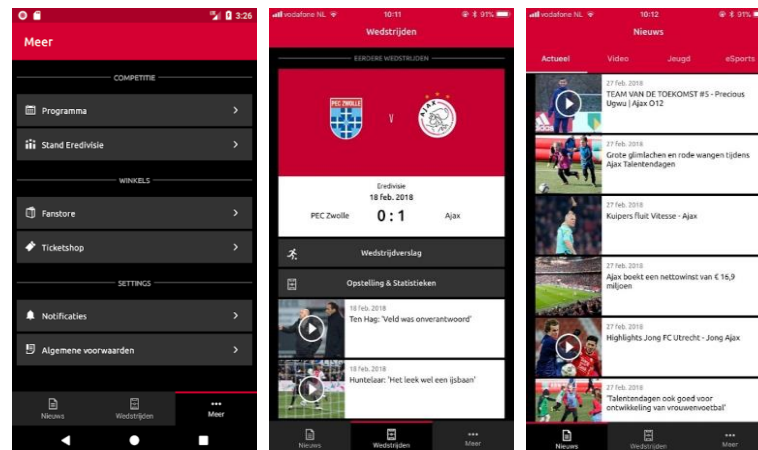 3:26
Meer
COMPETITIE
Programma
Stand Eredivisie
WINKELS
Fanstore
Ticketshop
SETTINGS
Notificaties
Algemene voorwaarden
Nieuws
Wedstrijden
Meer
vodafone NL
10:11
91%
Wedstrijden
EERDERE WEDSTRIJDEN
PEC ZWOLLE
V
AJAX
Eredivisie
18 feb. 2018
PEC Zwolle
0 : 1
Ajax
Wedstrijdverslag
Opstelling & Statistieken
18 feb. 2018
Ten Hag: 'Veld was onverantwoord'
18 feb. 2018
Huntelaar: 'Het leek wel een ijsbaan'
Nieuws
Wedstrijden
Meer
vodafone NL
10:12
91%
Nieuws
Actueel
Video
Jeugd
eSports
27 feb. 2018
TEAM VAN DE TOEKOMST #5 - Precious
Ugwu | Ajax O12
27 feb. 2018
Grote glimlachen en rode wangen tijdens
Ajax Talentendagen
27 feb. 2018
Kuipers fluit Vitesse - Ajax
27 feb. 2018
Ajax boekt een nettowinst van € 16,9
miljoen
27 feb. 2018
Highlights Jong FC Utrecht - Jong Ajax
27 feb. 2018
'Talentendagen ook goed voor
ontwikkeling van vrouwenvoetbal'
Nieuws
Wedstrijden
Meer